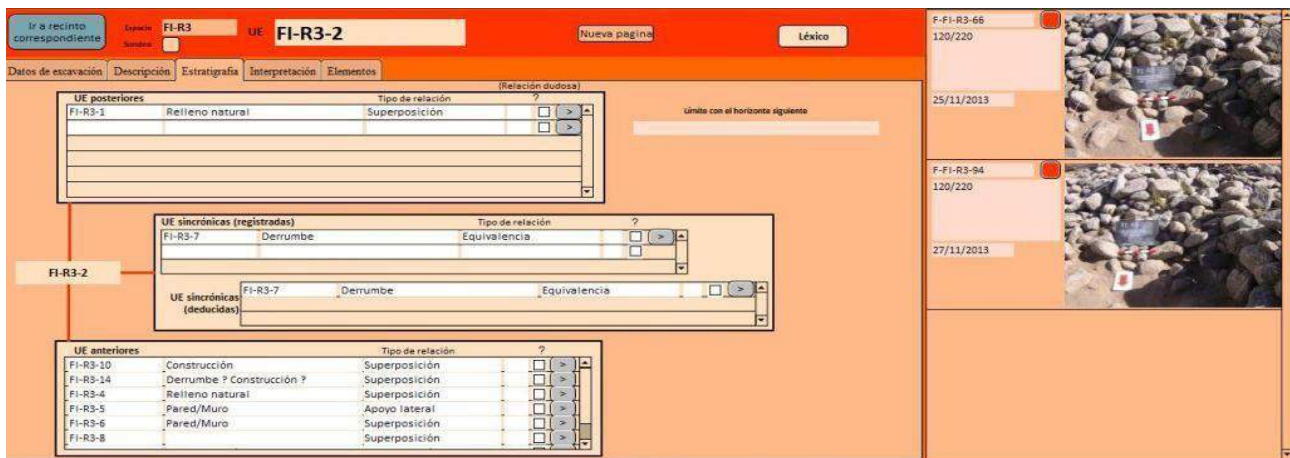 Ir a recinto
correspondiente
Espacio FI-R3
Sondeo
UE FI-R3-2
Nueva pagina
Léxico
Datos de excavación Descripción Estratigrafía Interpretación Elementos
(Relación dudosa)
UE posteriores Tipo de relación ?
FI-R3-1 Relleno natural Superposición >
>
Límite con el horizonte siguiente
UE sincrónicas (registradas) Tipo de relación ?
FI-R3-7 Derrumbe Equivalencia >
FI-R3-2
UE sincrónicas
(deducidas)
FI-R3-7 Derrumbe Equivalencia >
UE anteriores Tipo de relación ?
FI-R3-10 Construcción Superposición >
FI-R3-14 Derrumbe ? Construcción ? Superposición >
FI-R3-4 Relleno natural Superposición >
FI-R3-5 Pared/Muro Apoyo lateral >
FI-R3-6 Pared/Muro Superposición >
FI-R3-8 Superposición >
F-FI-R3-66
120/220
25/11/2013
F-FI-R3-94
120/220
27/11/2013